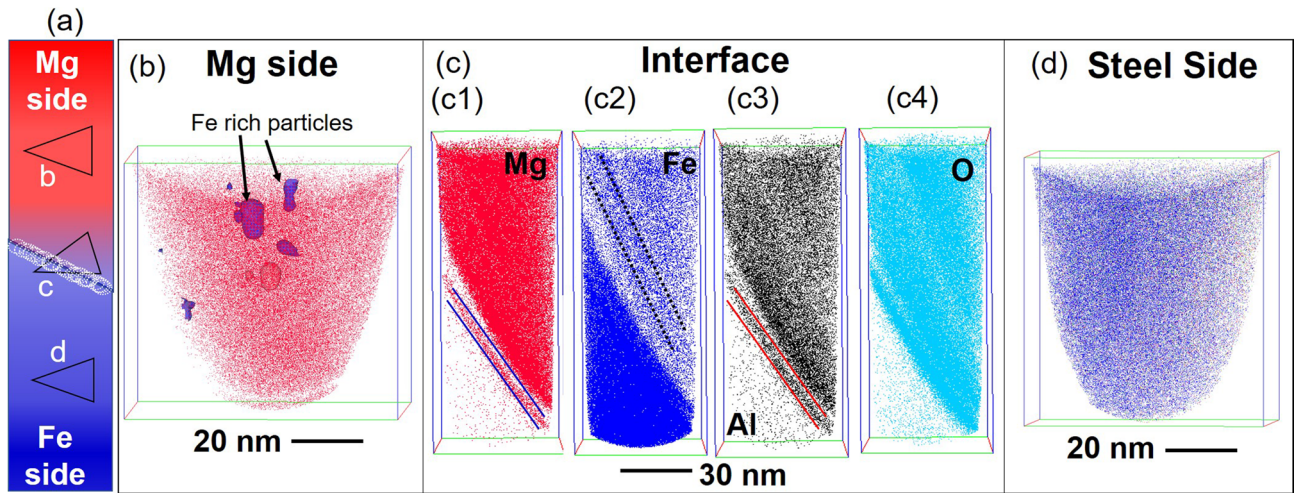 (a)
Mg
side
b
c
d
Fe
side
(b) Mg side
Fe rich particles
20 nm
(c) Interface
(c1) (c2) (c3) (c4)
Mg
Fe
Al
O
30 nm
(d) Steel Side
20 nm